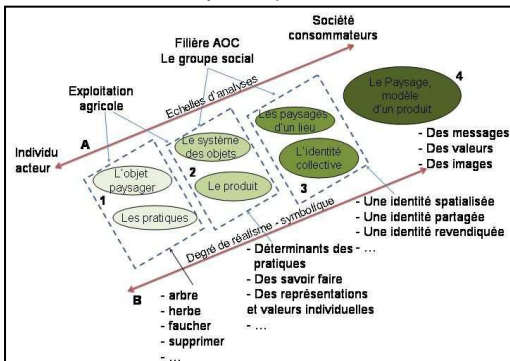 Société
consommateurs
Filière AOC
Le groupe social
Exploitation
agricole
Echelles d'analyses
A
Individu
acteur
Le Paysage,
modèle
d'un produit
4
- Des messages
- Des valeurs
- Des images
Les paysages
d'un lieu
L'identité
collective
3
Le système
des objets
2
Le produit
L'objet
paysager
1
Les pratiques
- Une identité spatialisée
- Une identité partagée
- Une identité revendiquée
- ...
Degré de réalisme - symbolique
- Déterminants des
pratiques
- Des savoir faire
- Des représentations
et valeurs individuelles
- ...
B
- arbre
- herbe
- faucher
- supprimer
- ...